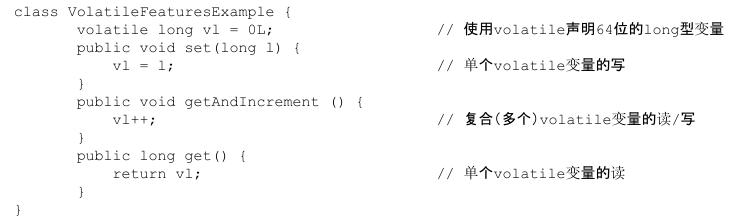 class VolatileFeaturesExample {
volatile long vl = 0L; // 使用volatile声明64位的long型变量
public void set(long l) {
vl = l; // 单个volatile变量的写
}
public void getAndIncrement () {
vl++; // 复合(多个)volatile变量的读/写
}
public long get() {
return vl; // 单个volatile变量的读
}
}